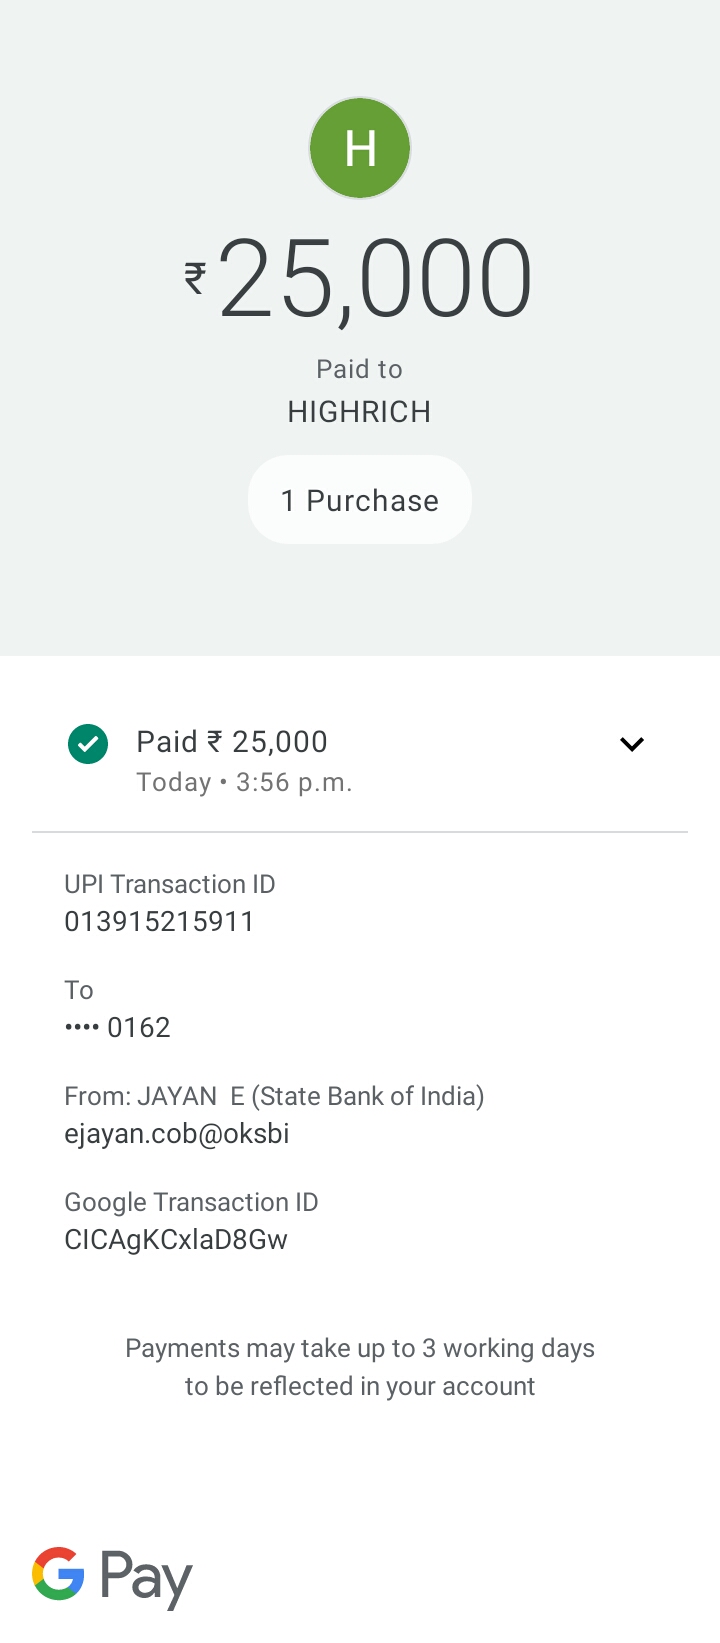 H
₹25,000
Paid to
HIGHRICH
1 Purchase
Paid ₹ 25,000
Today • 3:56 p.m.
UPI Transaction ID
013915215911
To
•••• 0162
From: JAYAN  E (State Bank of India)
ejayan.cob@oksbi
Google Transaction ID
CICAgKCxlaD8Gw
Payments may take up to 3 working days
to be reflected in your account
G Pay